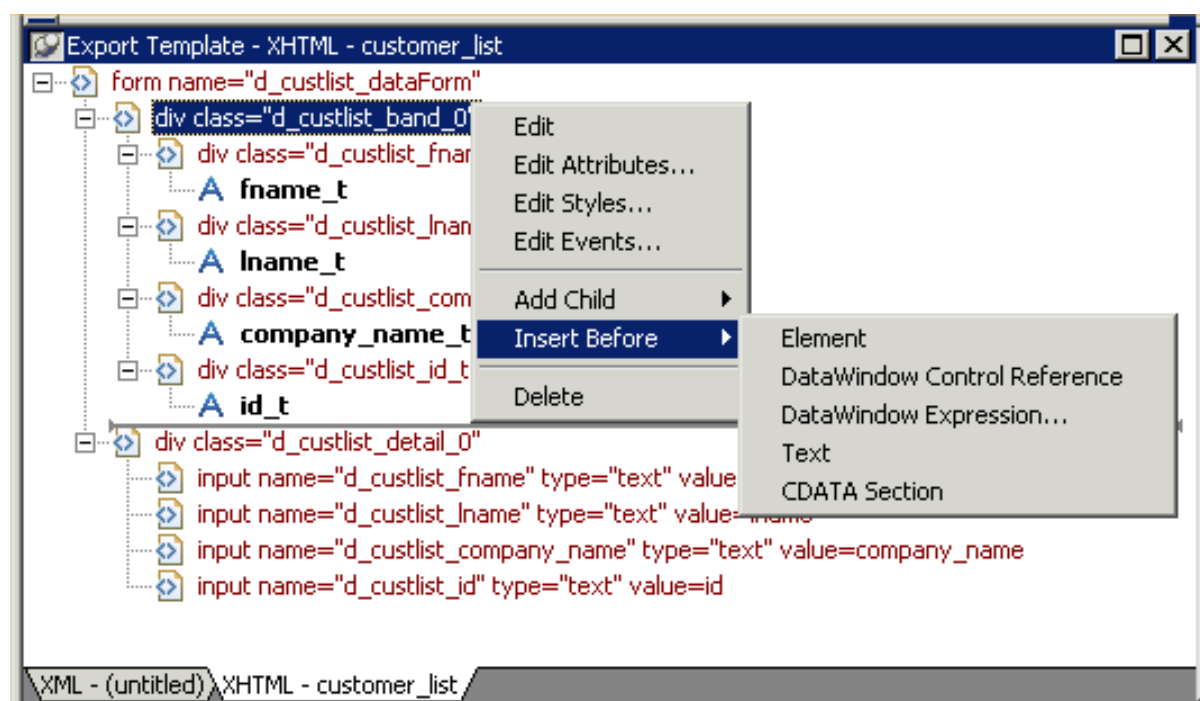 Export Template - XHTML - customer_list
form name="d_custlist_dataForm"
div class="d_custlist_band_0"
div class="d_custlist_fnam
fname_t
div class="d_custlist_lnam
lname_t
div class="d_custlist_com
company_name_t
div class="d_custlist_id_t
id_t
div class="d_custlist_detail_0"
input name="d_custlist_fname" type="text" value
input name="d_custlist_lname" type="text" value=lname
input name="d_custlist_company_name" type="text" value=company_name
input name="d_custlist_id" type="text" value=id
Edit
Edit Attributes...
Edit Styles...
Edit Events...
Add Child
Insert Before
Delete
Element
DataWindow Control Reference
DataWindow Expression...
Text
CDATA Section
XML - (untitled)
XHTML - customer_list